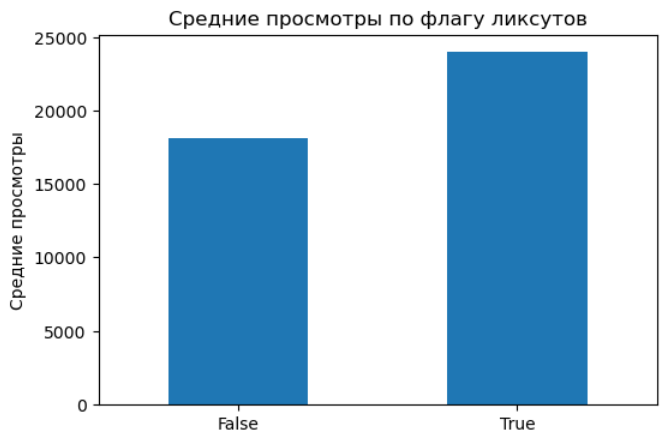 Средние просмотры по флагу ликсутов
Средние просмотры
25000
20000
15000
10000
5000
0
False
True